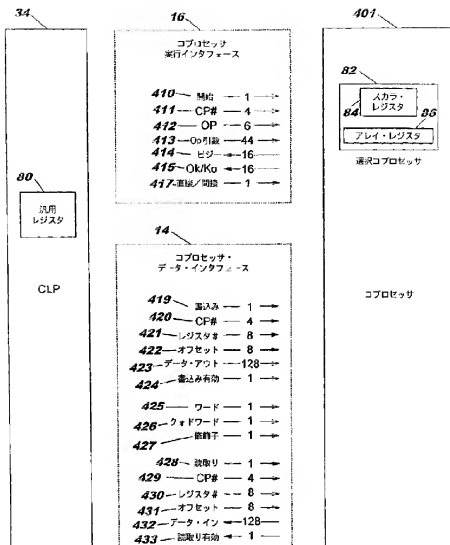 34
16
401
コプロセッサ
実行インタフェース
410 開始 1
411 CP# 4
412 OP 6
413 Op引数 44
414 ビジー 16
415 Ok/Ko 16
417 直接/間接 1
82
84 スカラ・
レジスタ
86
アレイ・レジスタ
選択コプロセッサ
80
汎用
レジスタ
CLP
コプロセッサ
14
コプロセッサ・
データ・インタフェース
419 書込み 1
420 CP# 4
421 レジスタ# 8
422 オフセット 8
423 データ・アウト 128
424 書込み有効 1
425 ワード 1
426 クォドワード 1
427 修飾子 1
428 読取り 1
429 CP# 4
430 レジスタ# 8
431 オフセット 8
432 データ・イン 128
433 読取り有効 1